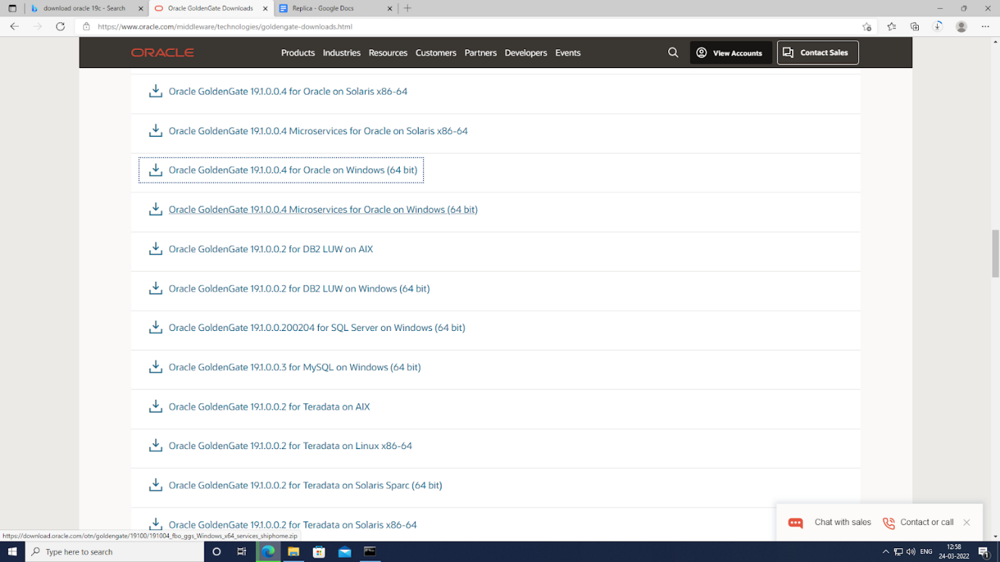 download oracle 19c - Search
Oracle GoldenGate Downloads
Replica - Google Docs
https://www.oracle.com/middleware/technologies/goldengate-downloads.html
ORACLE
Products Industries Resources Customers Partners Developers Events
View Accounts
Contact Sales
Oracle GoldenGate 19.1.0.0.4 for Oracle on Solaris x86-64
Oracle GoldenGate 19.1.0.0.4 Microservices for Oracle on Solaris x86-64
Oracle GoldenGate 19.1.0.0.4 for Oracle on Windows (64 bit)
Oracle GoldenGate 19.1.0.0.4 Microservices for Oracle on Windows (64 bit)
Oracle GoldenGate 19.1.0.0.2 for DB2 LUW on AIX
Oracle GoldenGate 19.1.0.0.2 for DB2 LUW on Windows (64 bit)
Oracle GoldenGate 19.1.0.0.200204 for SQL Server on Windows (64 bit)
Oracle GoldenGate 19.1.0.0.3 for MySQL on Windows (64 bit)
Oracle GoldenGate 19.1.0.0.2 for Teradata on AIX
Oracle GoldenGate 19.1.0.0.2 for Teradata on Linux x86-64
Oracle GoldenGate 19.1.0.0.2 for Teradata on Solaris Sparc (64 bit)
Oracle GoldenGate 19.1.0.0.2 for Teradata on Solaris x86-64
Chat with sales
Contact or call
https://download.oracle.com/otn/goldengate/19100/191004_fbo_ggs_Windows_x64_services_shiphome.zip
Type here to search
ENG
12:58
24-03-2022
1